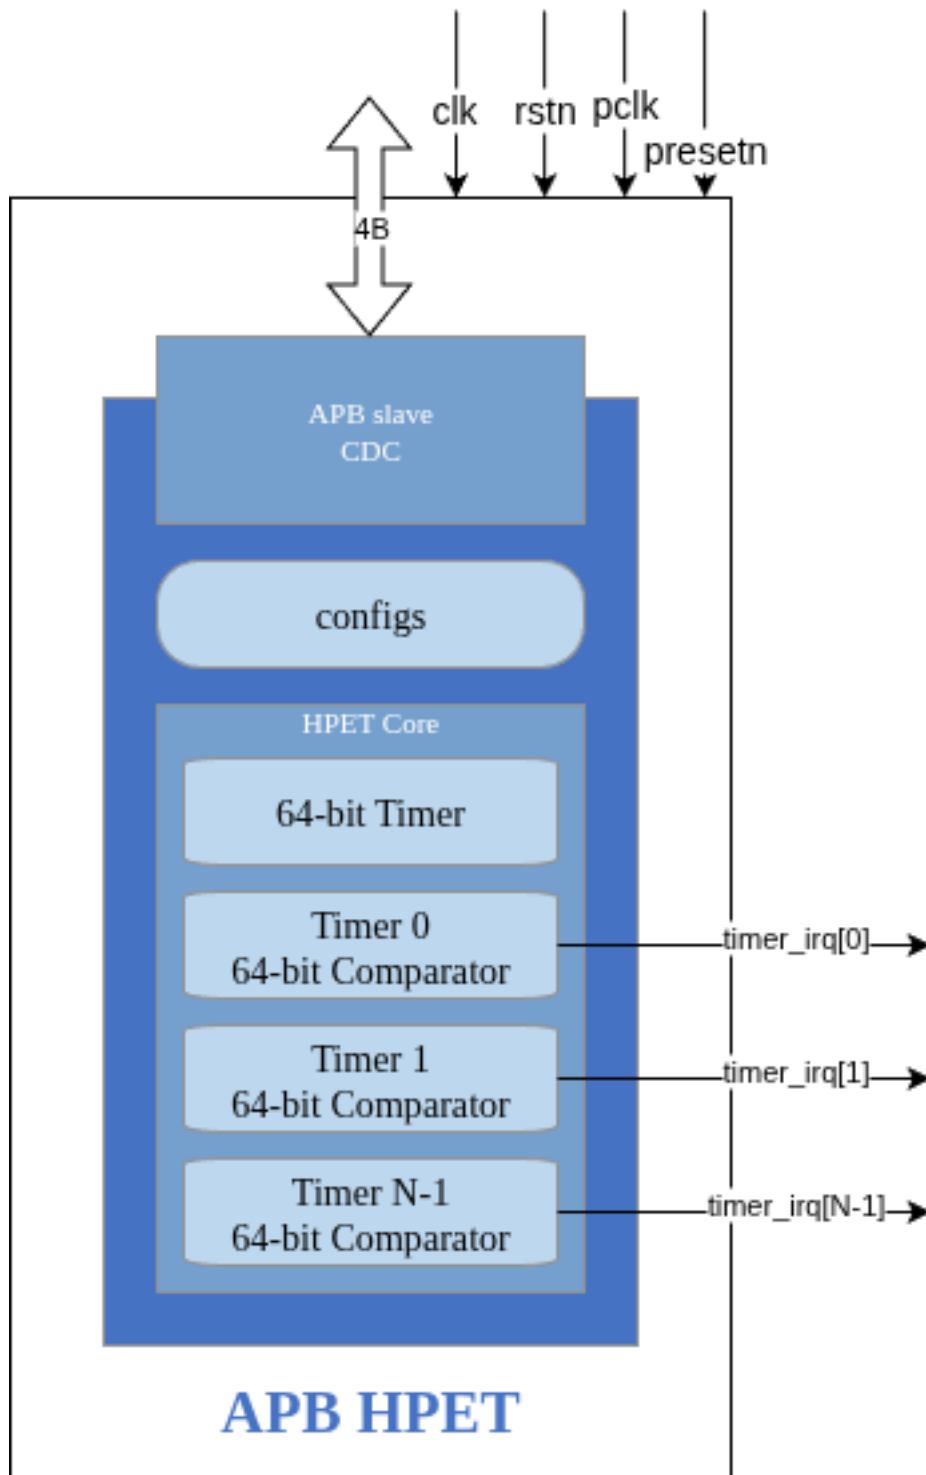 clk
rstn
pclk
presetn
4B
APB slave
CDC
configs
HPET Core
64-bit Timer
Timer 0
64-bit Comparator
timer_irq[0]
Timer 1
64-bit Comparator
timer_irq[1]
Timer N-1
64-bit Comparator
timer_irq[N-1]
APB HPET